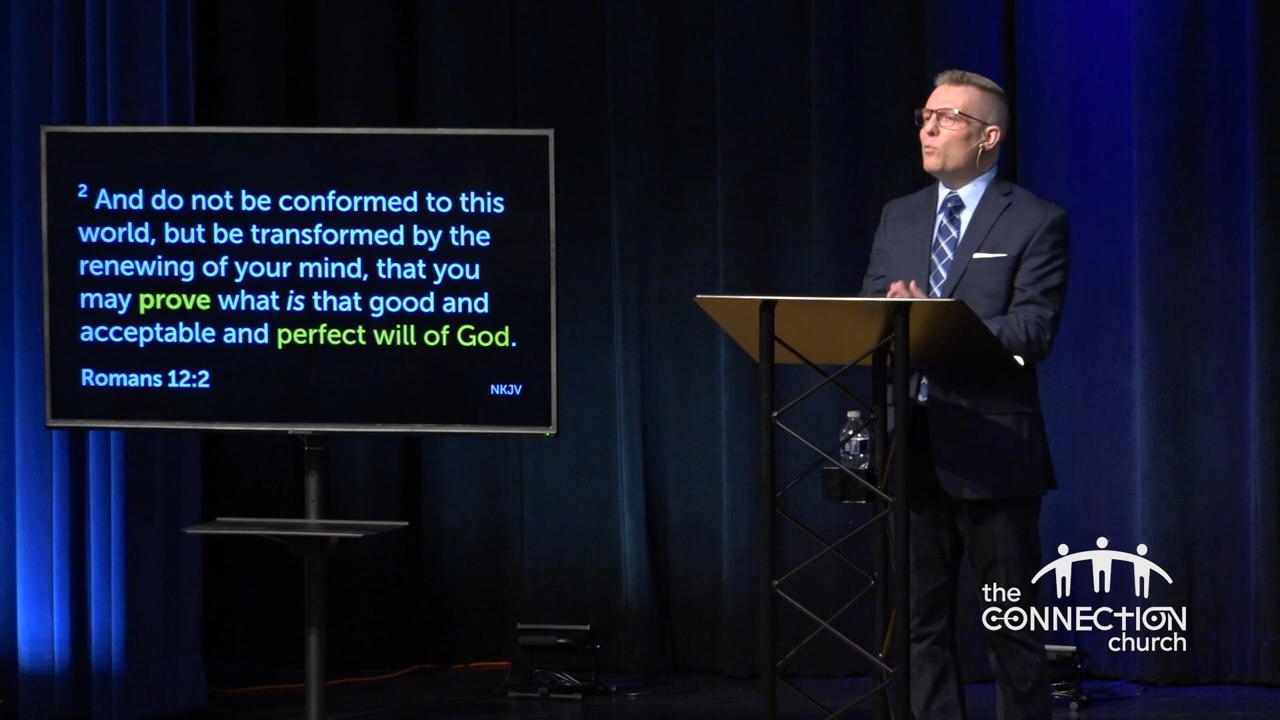 2 And do not be conformed to this
world, but be transformed by the
renewing of your mind, that you
may prove what is that good and
acceptable and perfect will of God.
Romans 12:2
NKJV
the
CONNECTION
church